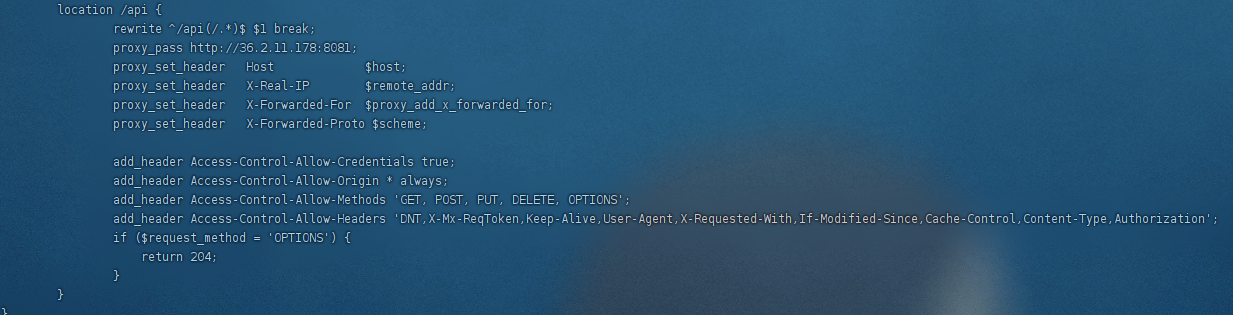 location /api {
rewrite ^/api(/.*)$ $1 break;
proxy_pass http://36.2.11.178:8081;
proxy_set_header Host $host;
proxy_set_header X-Real-IP $remote_addr;
proxy_set_header X-Forwarded-For $proxy_add_x_forwarded_for;
proxy_set_header X-Forwarded-Proto $scheme;
add_header Access-Control-Allow-Credentials true;
add_header Access-Control-Allow-Origin * always;
add_header Access-Control-Allow-Methods 'GET, POST, PUT, DELETE, OPTIONS';
add_header Access-Control-Allow-Headers 'DNT,X-Mx-ReqToken,Keep-Alive,User-Agent,X-Requested-With,If-Modified-Since,Cache-Control,Content-Type,Authorization';
if ($request_method = 'OPTIONS') {
return 204;
}
}
}